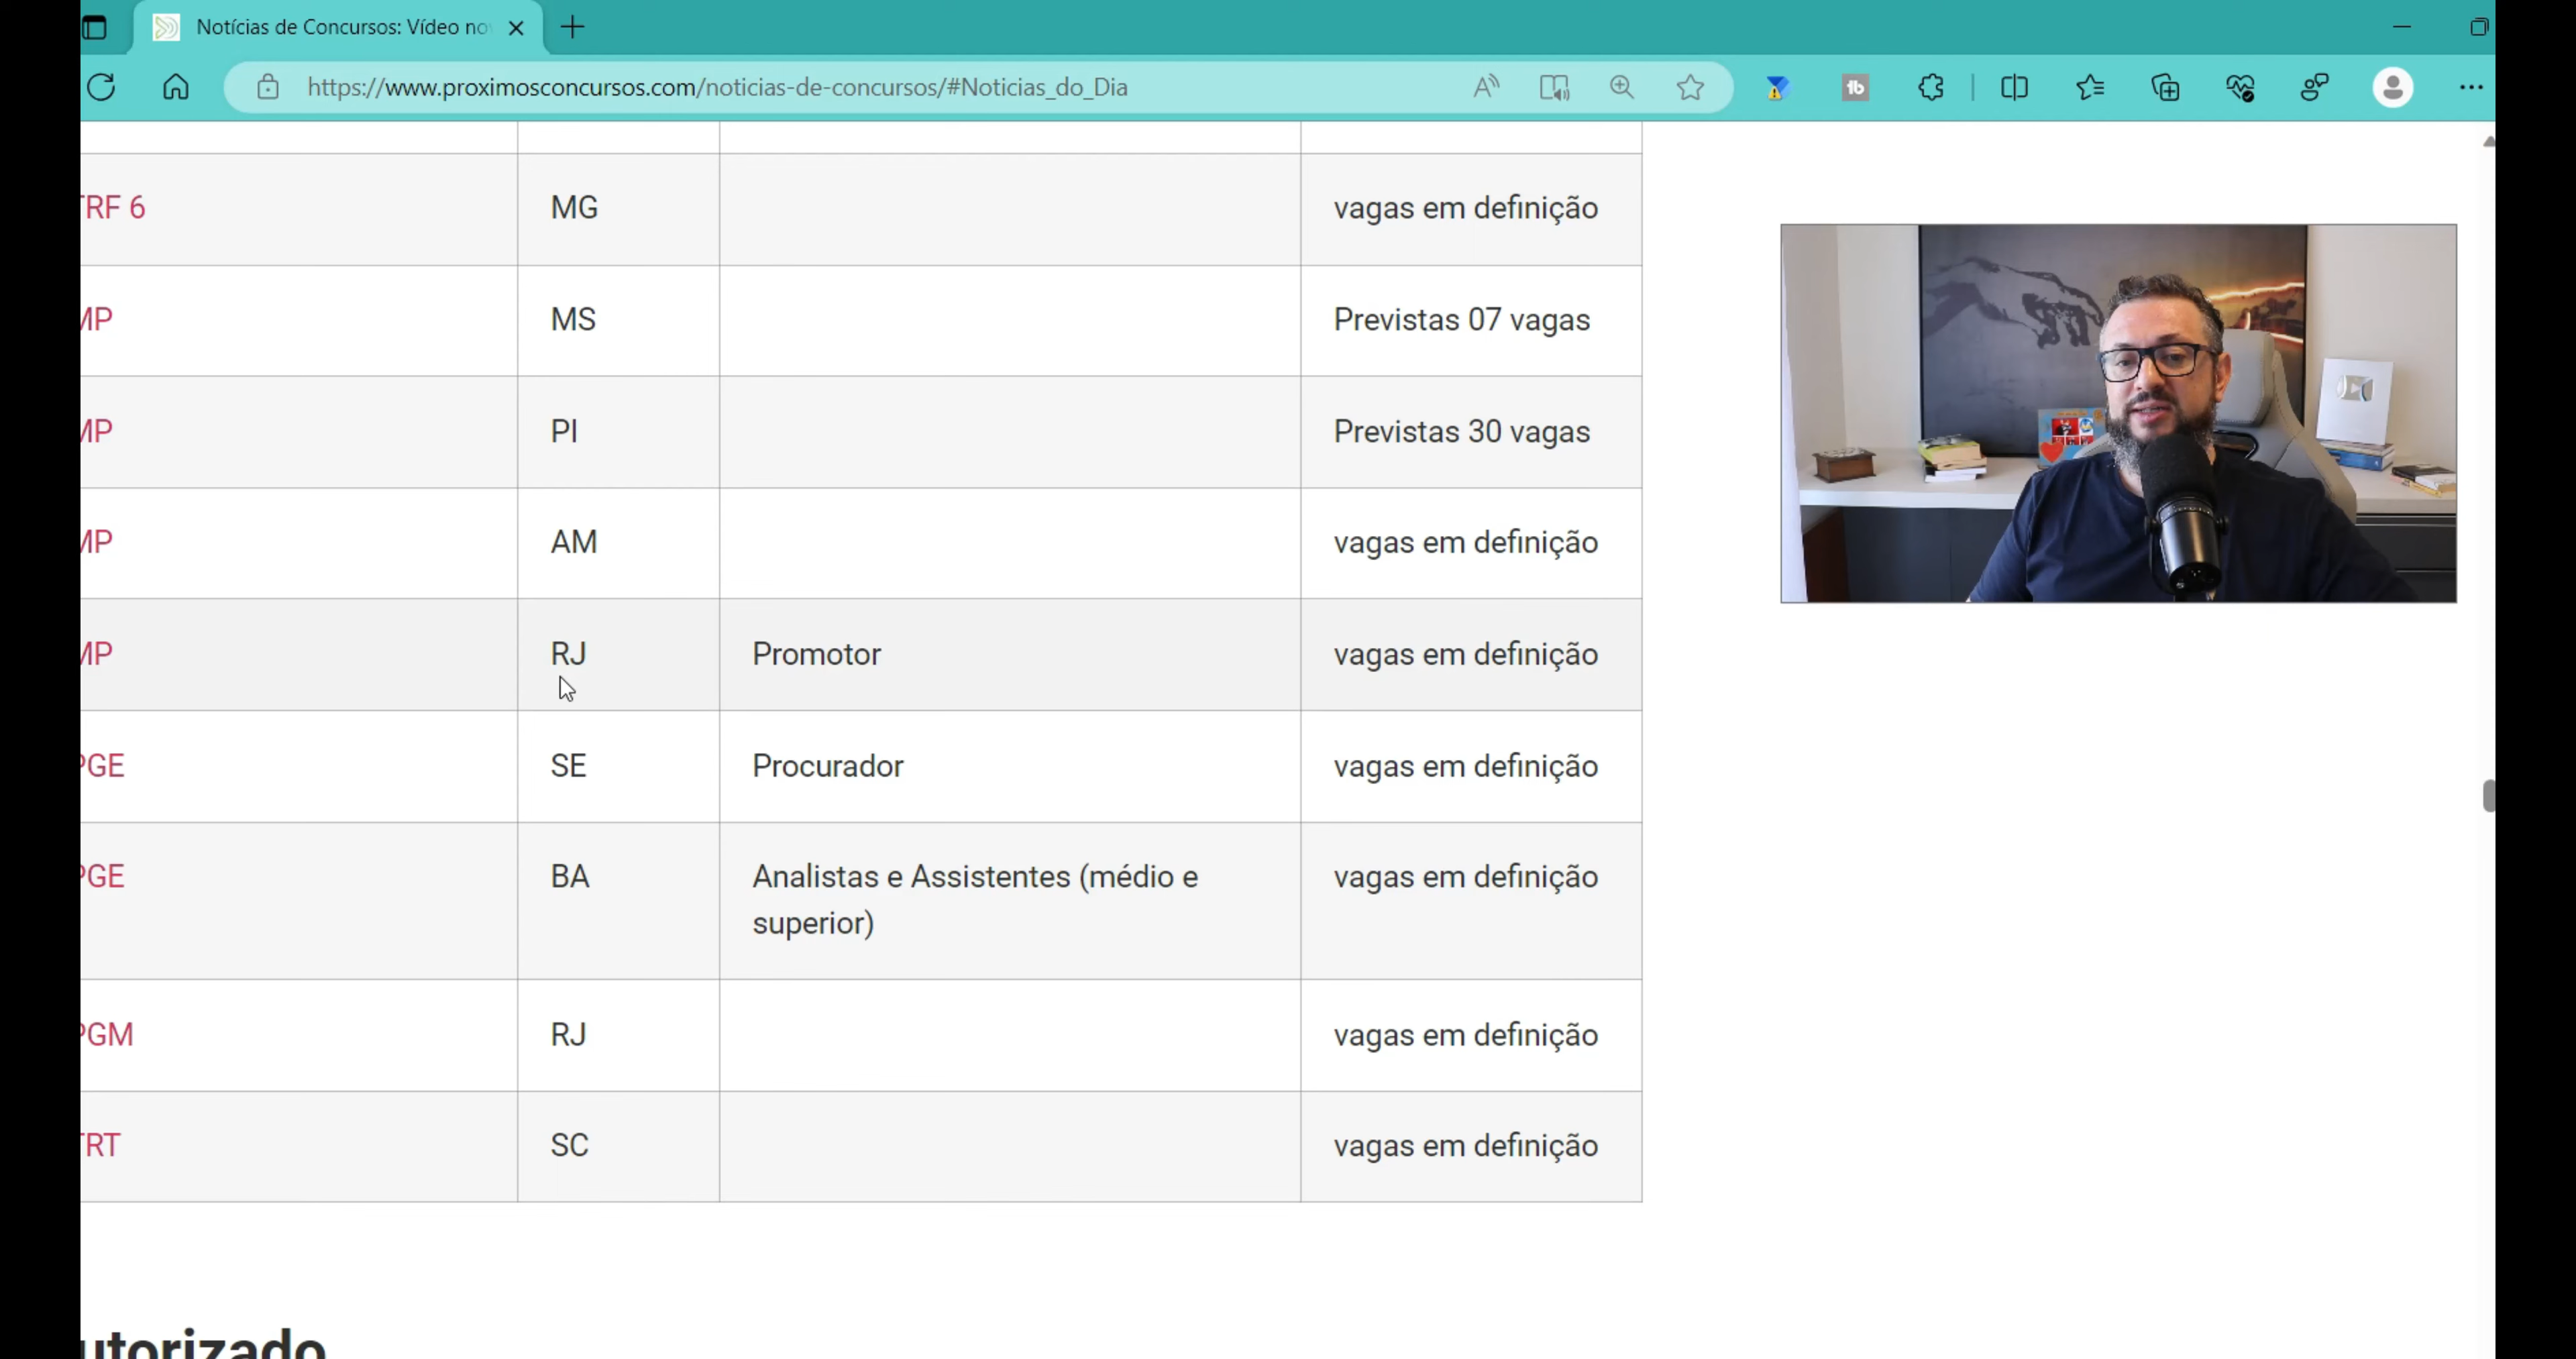 Notícias de Concursos: Vídeo no
https://www.proximosconcursos.com/noticias-de-concursos/#Noticias_do_Dia
TRF 6 MG vagas em definição
MP MS Previstas 07 vagas
MP PI Previstas 30 vagas
MP AM vagas em definição
MP RJ Promotor vagas em definição
PGE SE Procurador vagas em definição
PGE BA Analistas e Assistentes (médio e vagas em definição
superior)
PGM RJ vagas em definição
TRT SC vagas em definição
utorizado